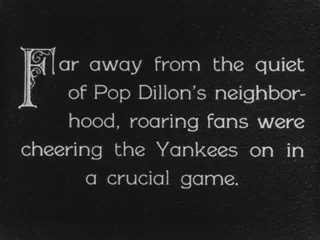 Far away from the quiet
of Pop Dillon's neighbor-
hood, roaring fans were
cheering the Yankees on in
a crucial game.